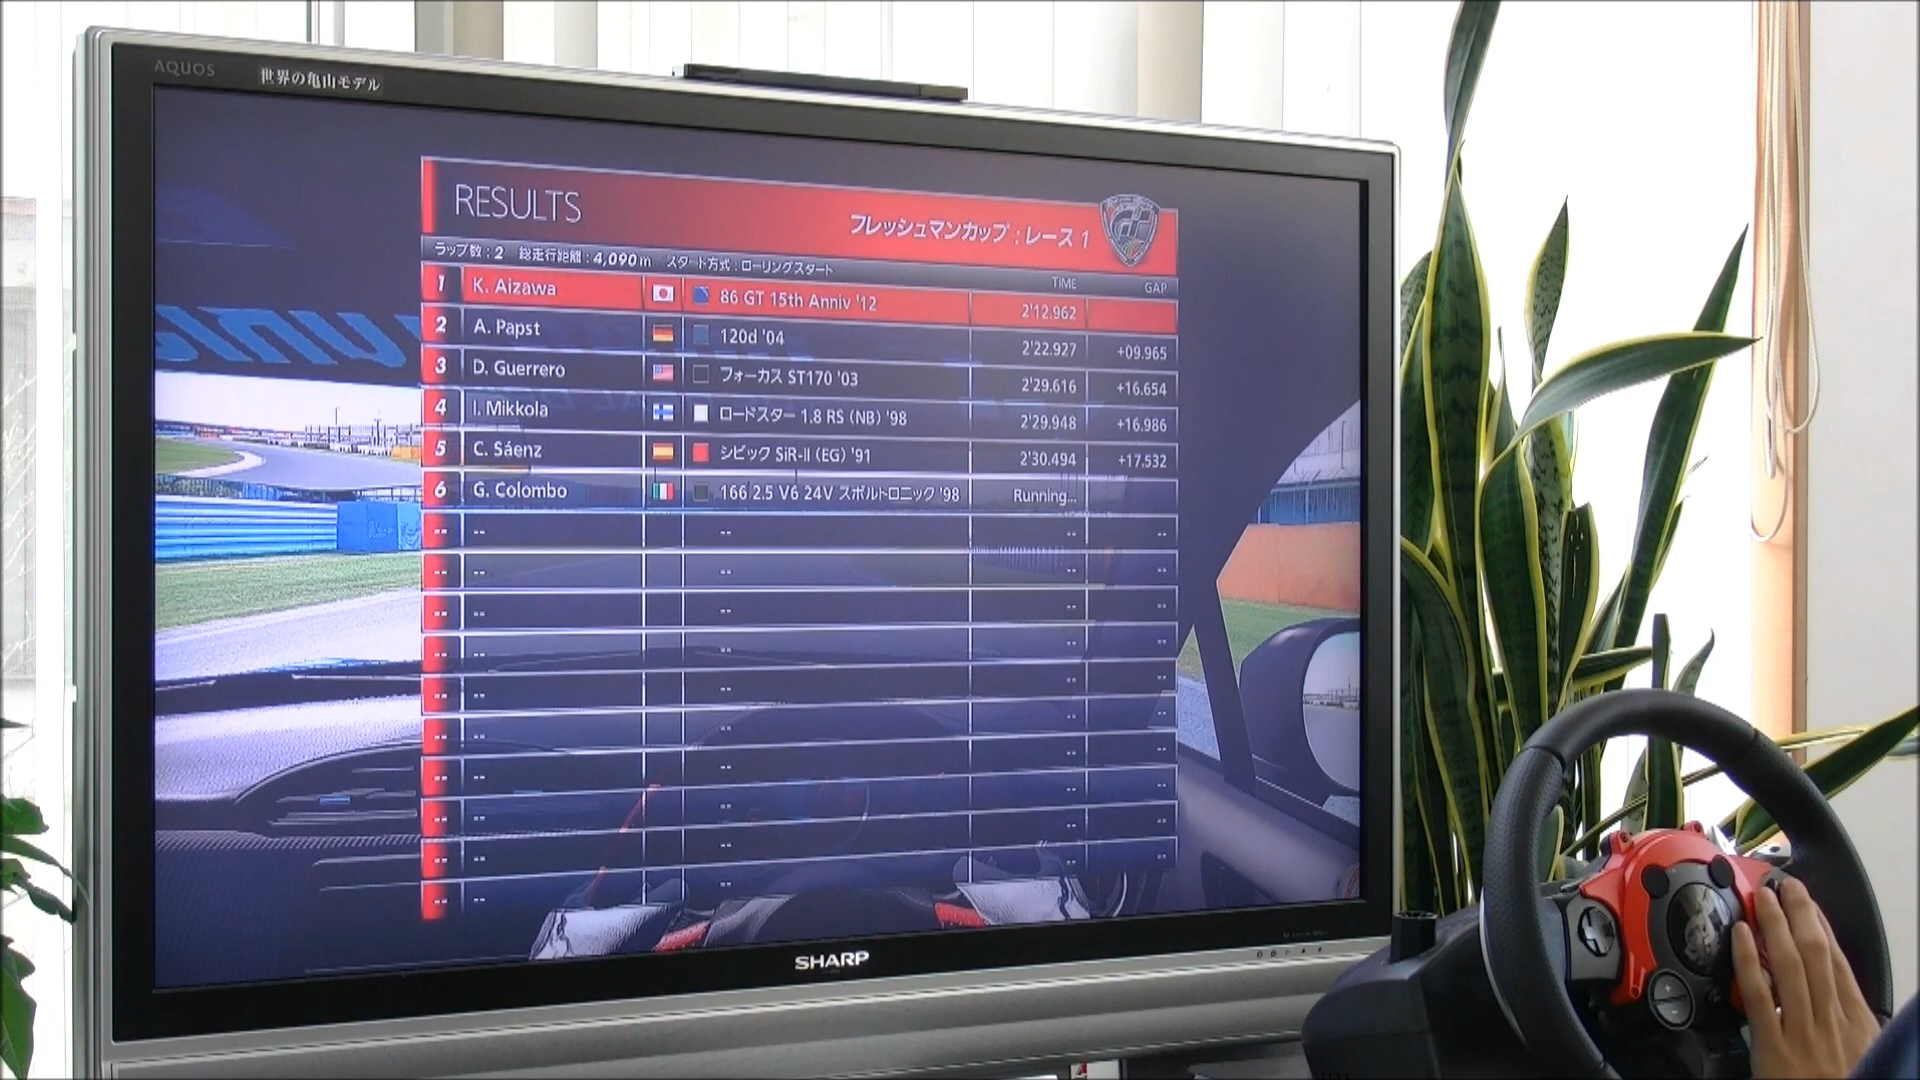 AQUOS 世界の亀山モデル
RESULTS
フレッシュマンカップ : レース 1
ラップ数 : 2 総走行距離 : 4,090 m スタート方式 : ローリングスタート
TIME GAP
1 K. Aizawa 86 GT 15th Anniv '12 2'12.962
2 A. Papst 120d '04 2'22.927 +09.965
3 D. Guerrero フォーカス ST170 '03 2'29.616 +16.654
4 I. Mikkola ロードスター 1.8 RS (NB) '98 2'29.948 +16.986
5 C. Sáenz シビック SiR-II (EG) '91 2'30.494 +17.532
6 G. Colombo 166 2.5 V6 24V スポルトロニック '98 Running...
-- -- -- -- --
-- -- -- -- --
-- -- -- -- --
-- -- -- -- --
-- -- -- -- --
-- -- -- -- --
-- -- -- -- --
-- -- -- -- --
-- -- -- -- --
-- -- -- -- --
SHARP